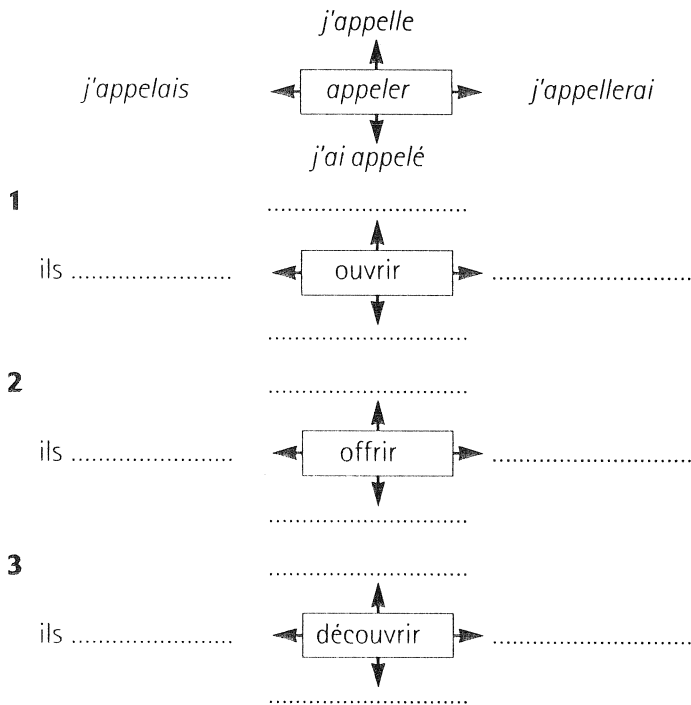 j'appelle
j'appelais appeler j'appellerai
j'ai appelé
1
................................
ils ........................ ouvrir ................................
................................
2
................................
ils ........................ offrir ................................
................................
3
................................
ils ........................ découvrir ................................
................................